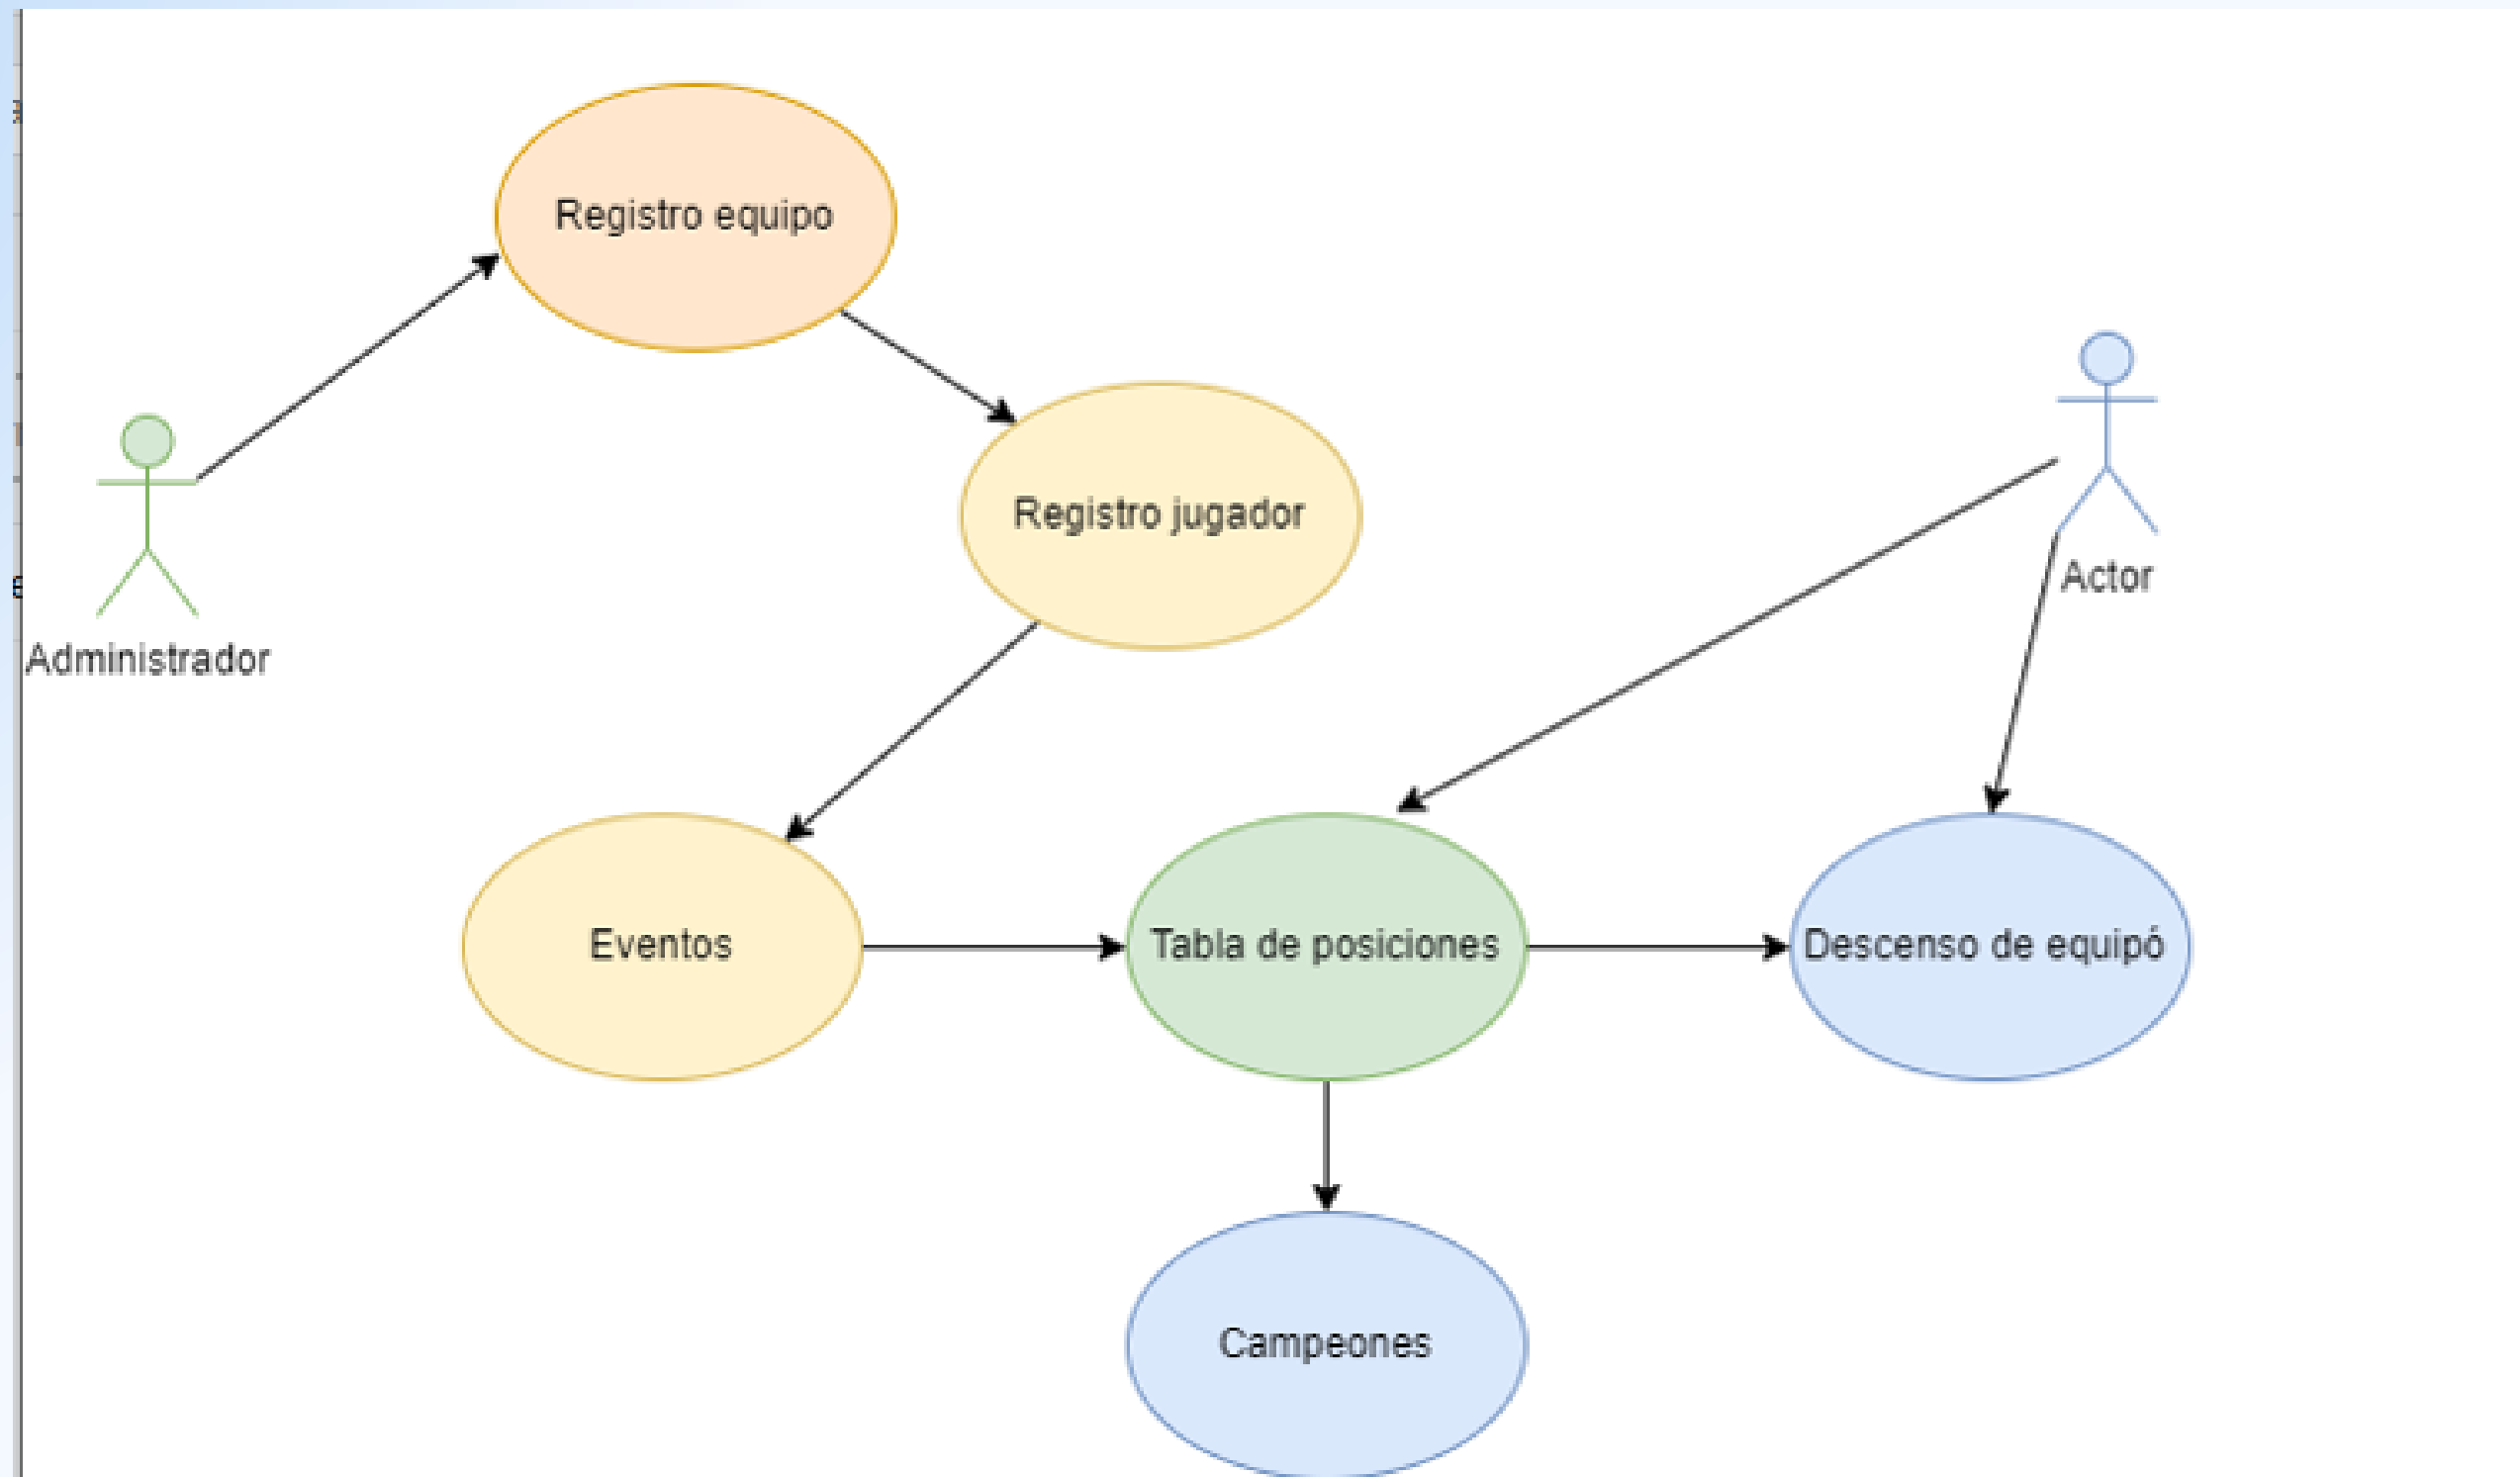 Registro equipo
Registro jugador
Actor
Administrador
Eventos
Tabla de posiciones
Descenso de equipó
Campeones